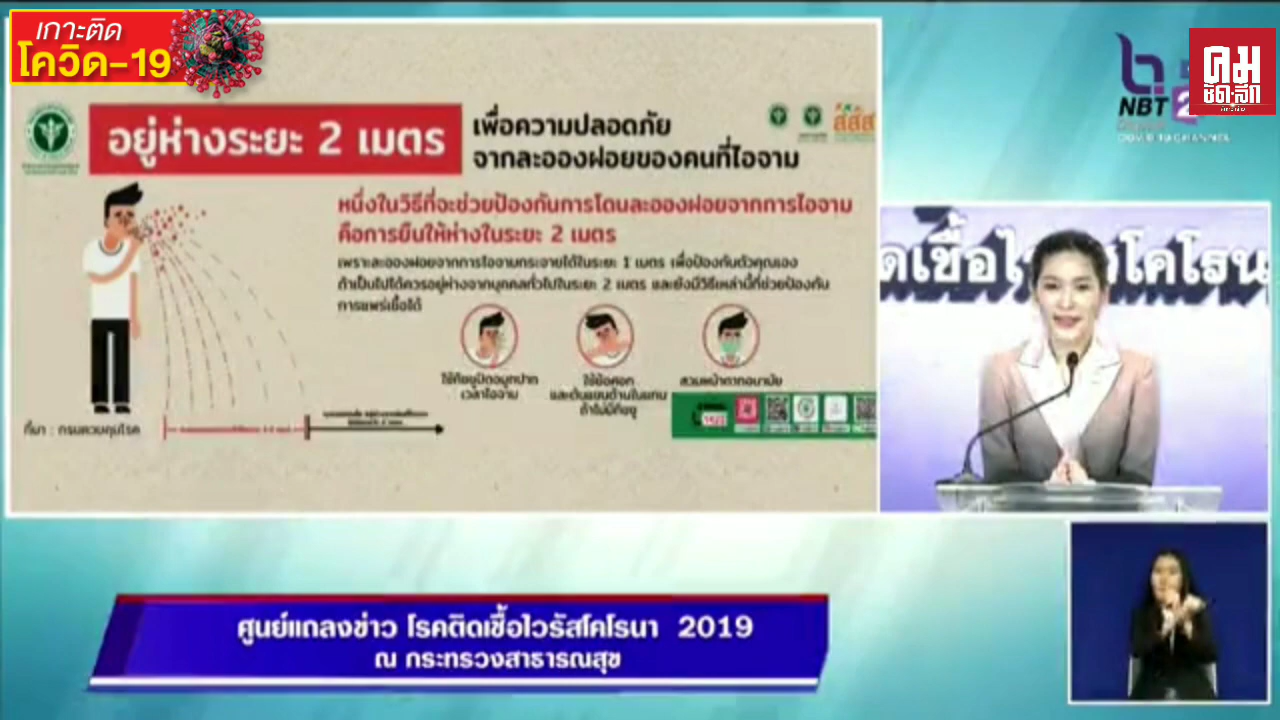 เกาะติด
โควิด-19
NBT 2
คม
ชัด ลึก
อยู่ห่างระยะ 2 เมตร
เพื่อความปลอดภัย
จากละอองฝอยของคนที่ไอจาม
สสส
หนึ่งในวิธีที่จะช่วยป้องกันการโดนละอองฝอยจากการไอจาม
คือการยืนให้ห่างในระยะ 2 เมตร
เพราะละอองฝอยจากการไอจามกระจายได้ในระยะ 1 เมตร เพื่อป้องกันตัวคุณเอง
ถ้าเป็นไปได้ควรอยู่ห่างจากบุคคลทั่วไปในระยะ 2 เมตร และยังมีวิธีเหล่านี้ที่ช่วยป้องกัน
การแพร่เชื้อได้
ใช้ทิชชูปิดจมูกปาก
เวลาไอจาม
ใช้ข้อศอก
และต้นแขนด้านในแทน
ถ้าไม่มีทิชชู
สวมหน้ากากอนามัย
1422
ที่มา : กรมควบคุมโรค
ดเชื้อไว สโคโรน
ศูนย์แถลงข่าว โรคติดเชื้อไวรัสโคโรนา 2019
ณ กระทรวงสาธารณสุข